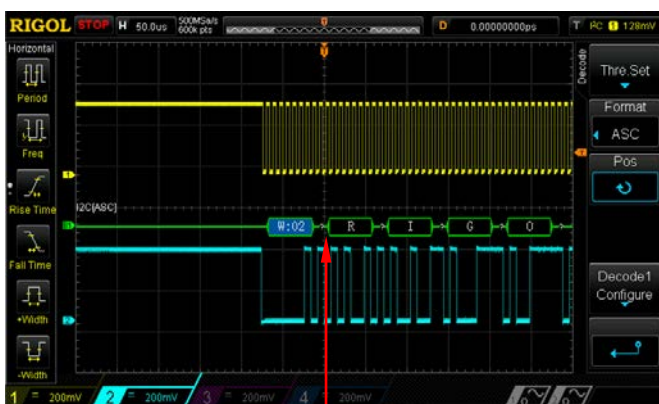 RIGOL STOP H 50.0us 500MSa/s 600k pts D 0.00000000ps T I²C 1 128mV
Horizontal
Period
Freq
Rise Time
Fall Time
+Width
-Width
I2C(ASC)
W:02 ? R ? I ? G ? O ?
Decode
Thre.Set
Format
ASC
Pos
Decode1
Configure
1 = 200mV 2 = 200mV 3 = 200mV 4 200mV